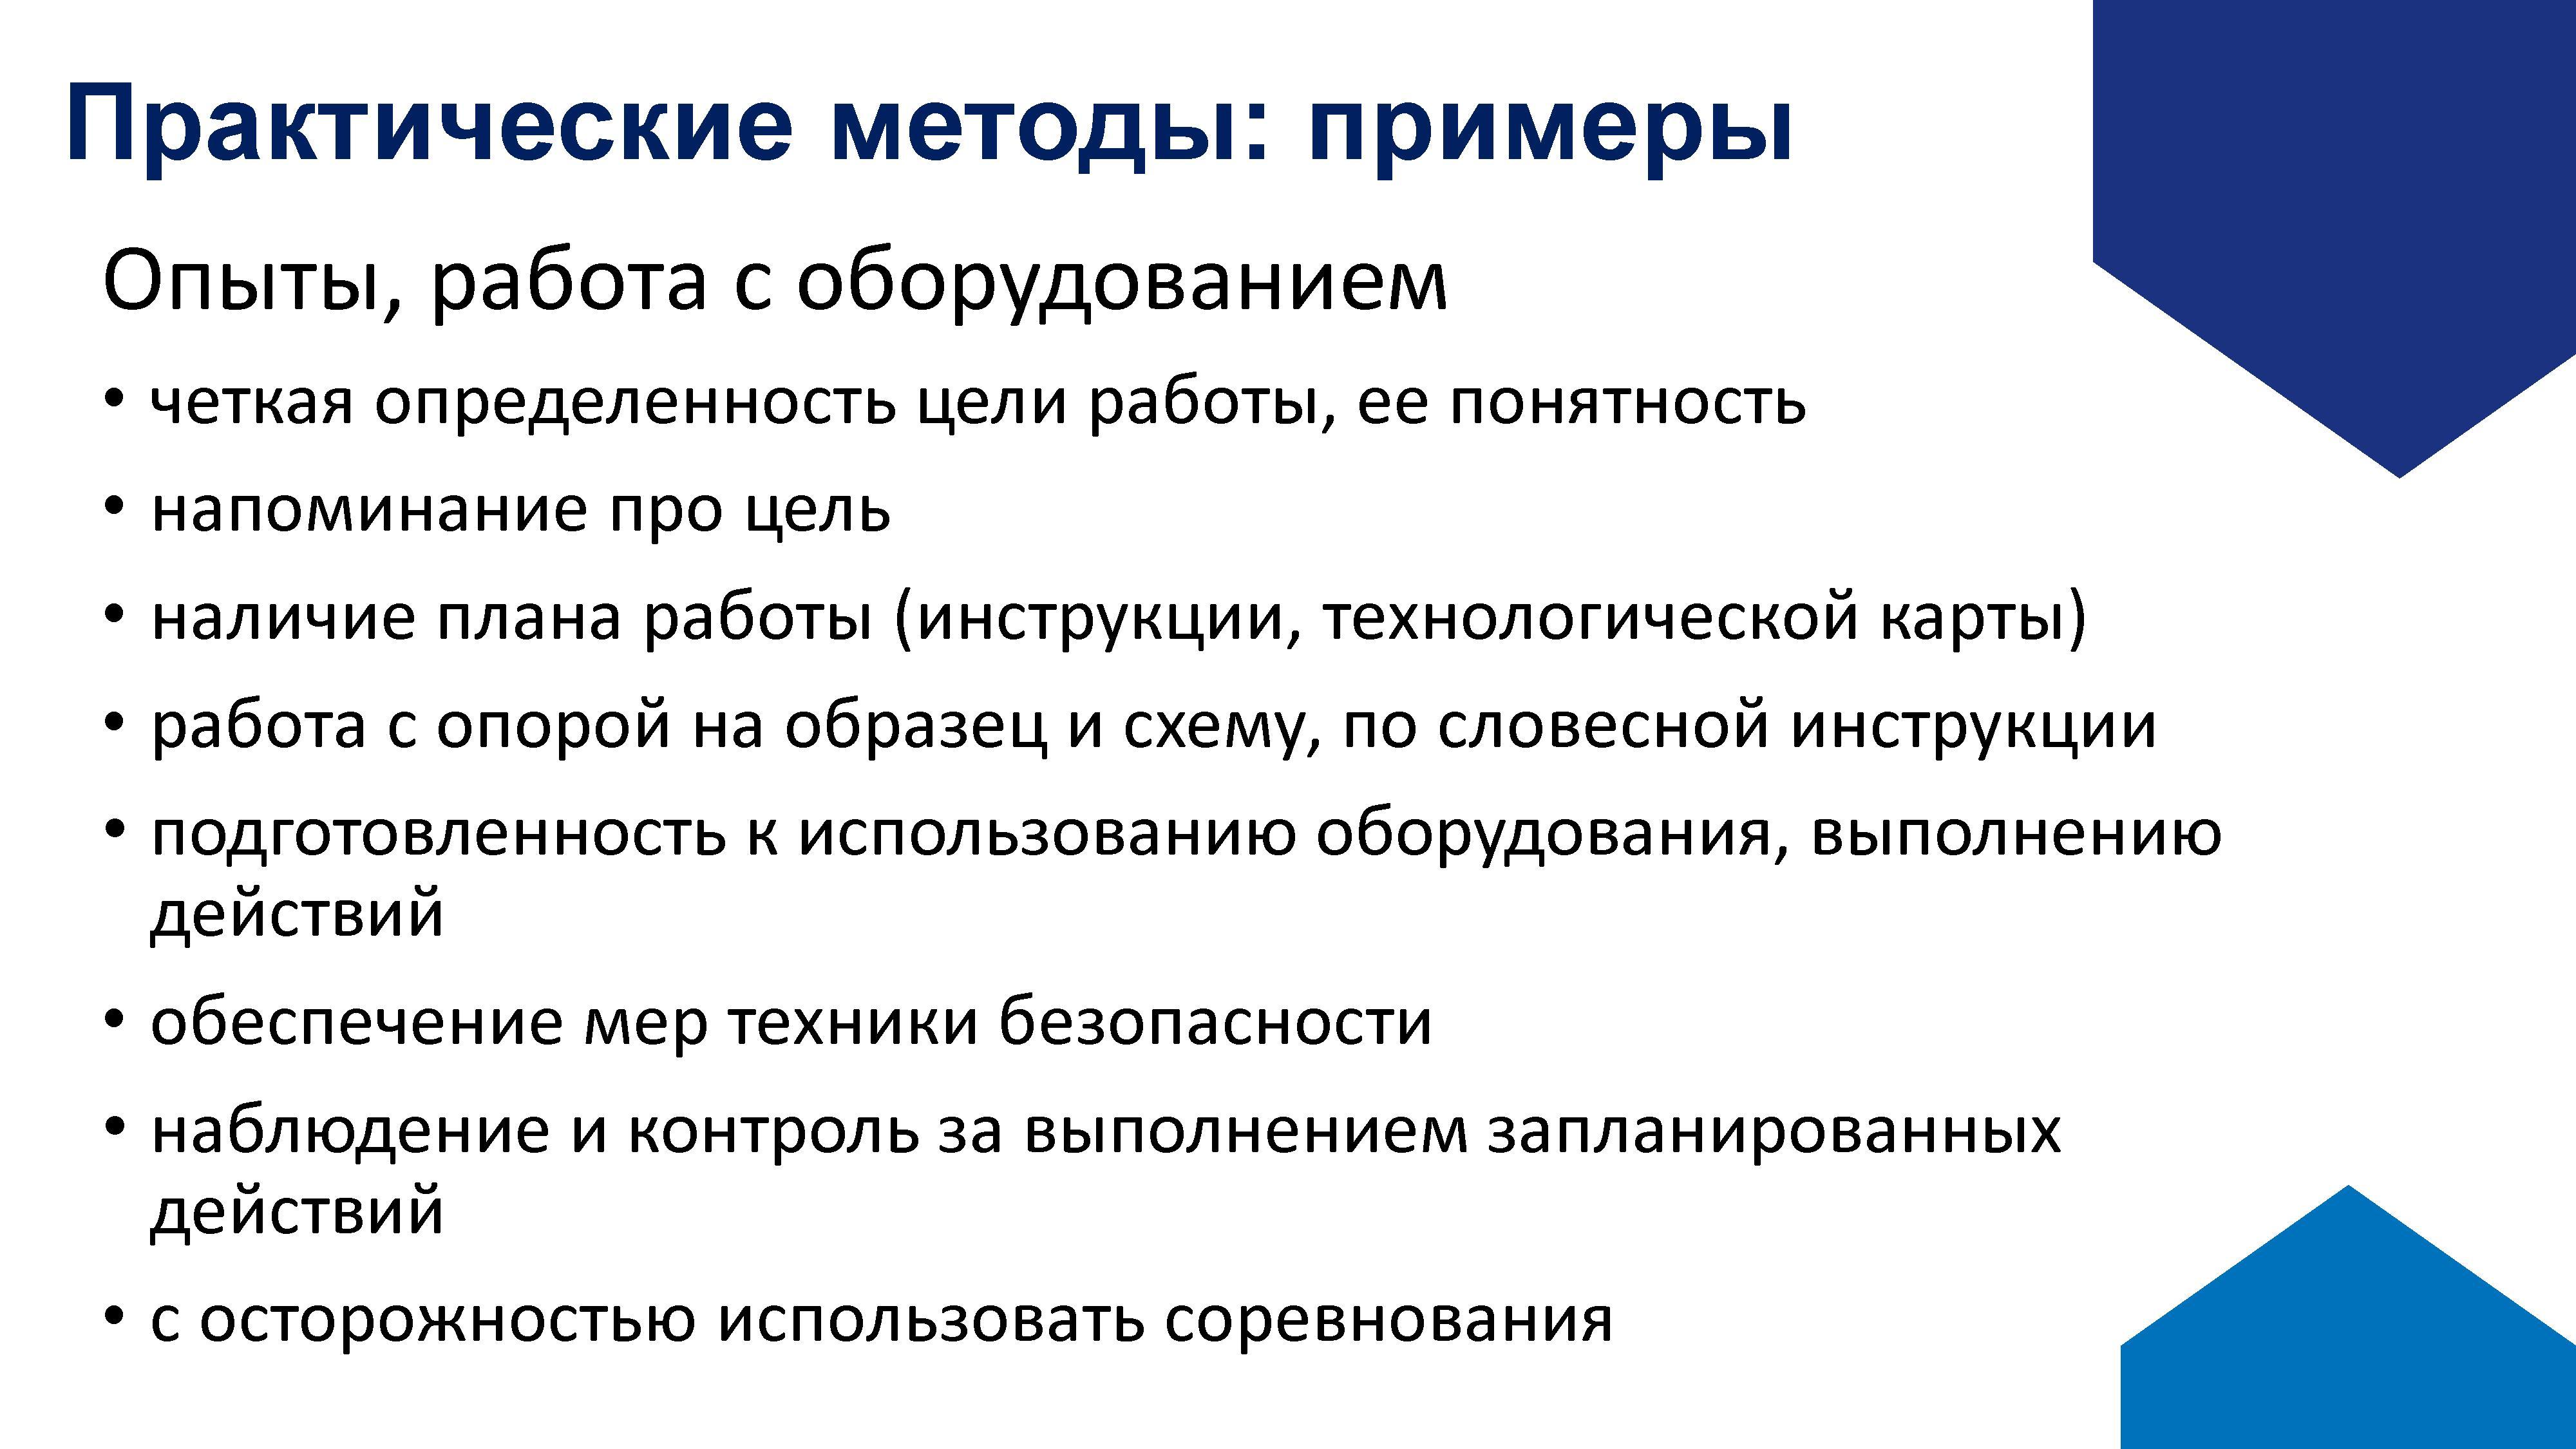 Практические методы: примеры
Опыты, работа с оборудованием
• четкая определенность цели работы, ее понятность
• напоминание про цель
• наличие плана работы (инструкции, технологической карты)
• работа с опорой на образец и схему, по словесной инструкции
• подготовленность к использованию оборудования, выполнению
действий
• обеспечение мер техники безопасности
• наблюдение и контроль за выполнением запланированных
действий
• с осторожностью использовать соревнования